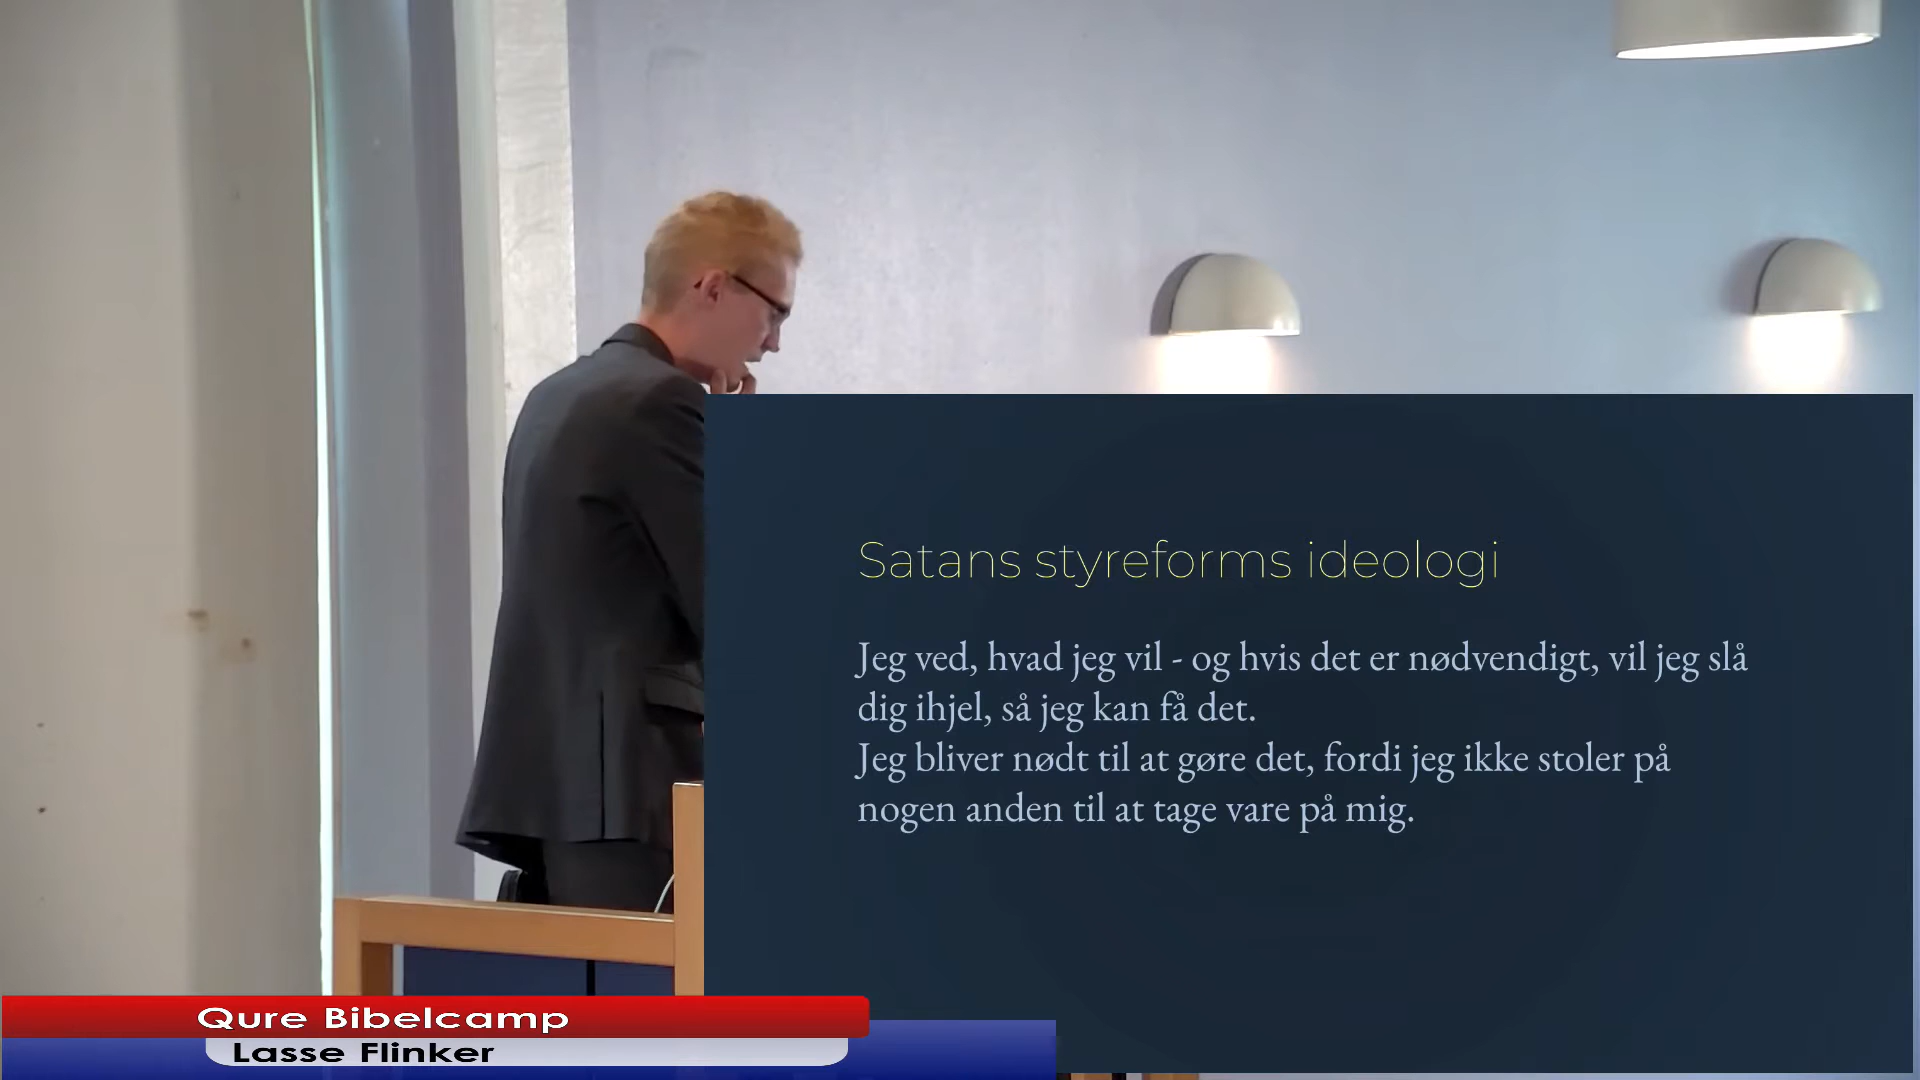 Satans styreforms ideologi
Jeg ved, hvad jeg vil - og hvis det er nødvendigt, vil jeg slå
dig ihjel, så jeg kan få det.
Jeg bliver nødt til at gøre det, fordi jeg ikke stoler på
nogen anden til at tage vare på mig.
Qure Bibelcamp
Lasse Flinker